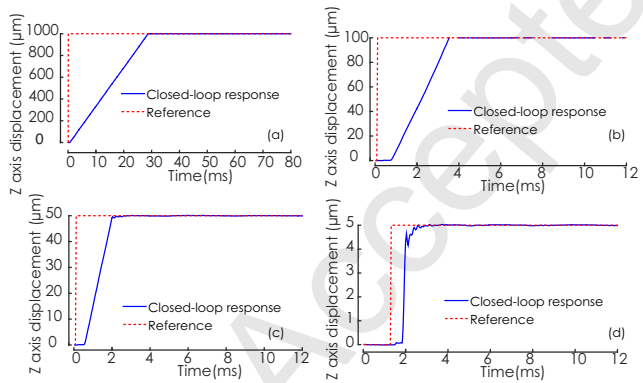 Z axis displacement (µm)
1000
800
600
400
200
0
Closed-loop response
Reference
(a)
0 10 20 30 40 50 60 70 80
Time(ms)
Z axis displacement (µm)
100
80
60
40
20
0
Closed-loop response
Reference
(b)
0 2 4 6 8 10 12
Time(ms)
Z axis displacement (µm)
50
40
30
20
10
0
Closed-loop response
Reference
(c)
0 2 4 6 8 10 12
Time (ms)
Z axis displacement (µm)
5
4
3
2
1
0
Closed-loop response
Reference
(d)
0 2 4 6 8 10 12
Time (ms)
Accepte